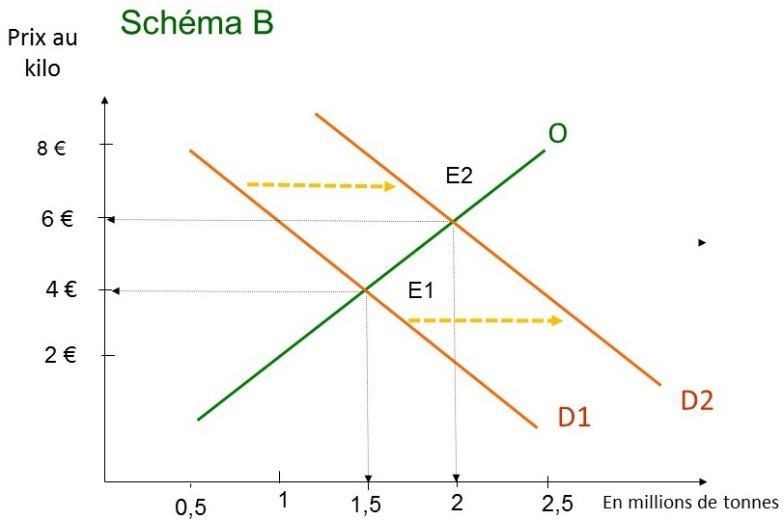 Schéma B
Prix au
kilo
O
8 €
E2
6 €
4 €
E1
2 €
D2
D1
0,5
1
1,5
2
2,5
En millions de tonnes